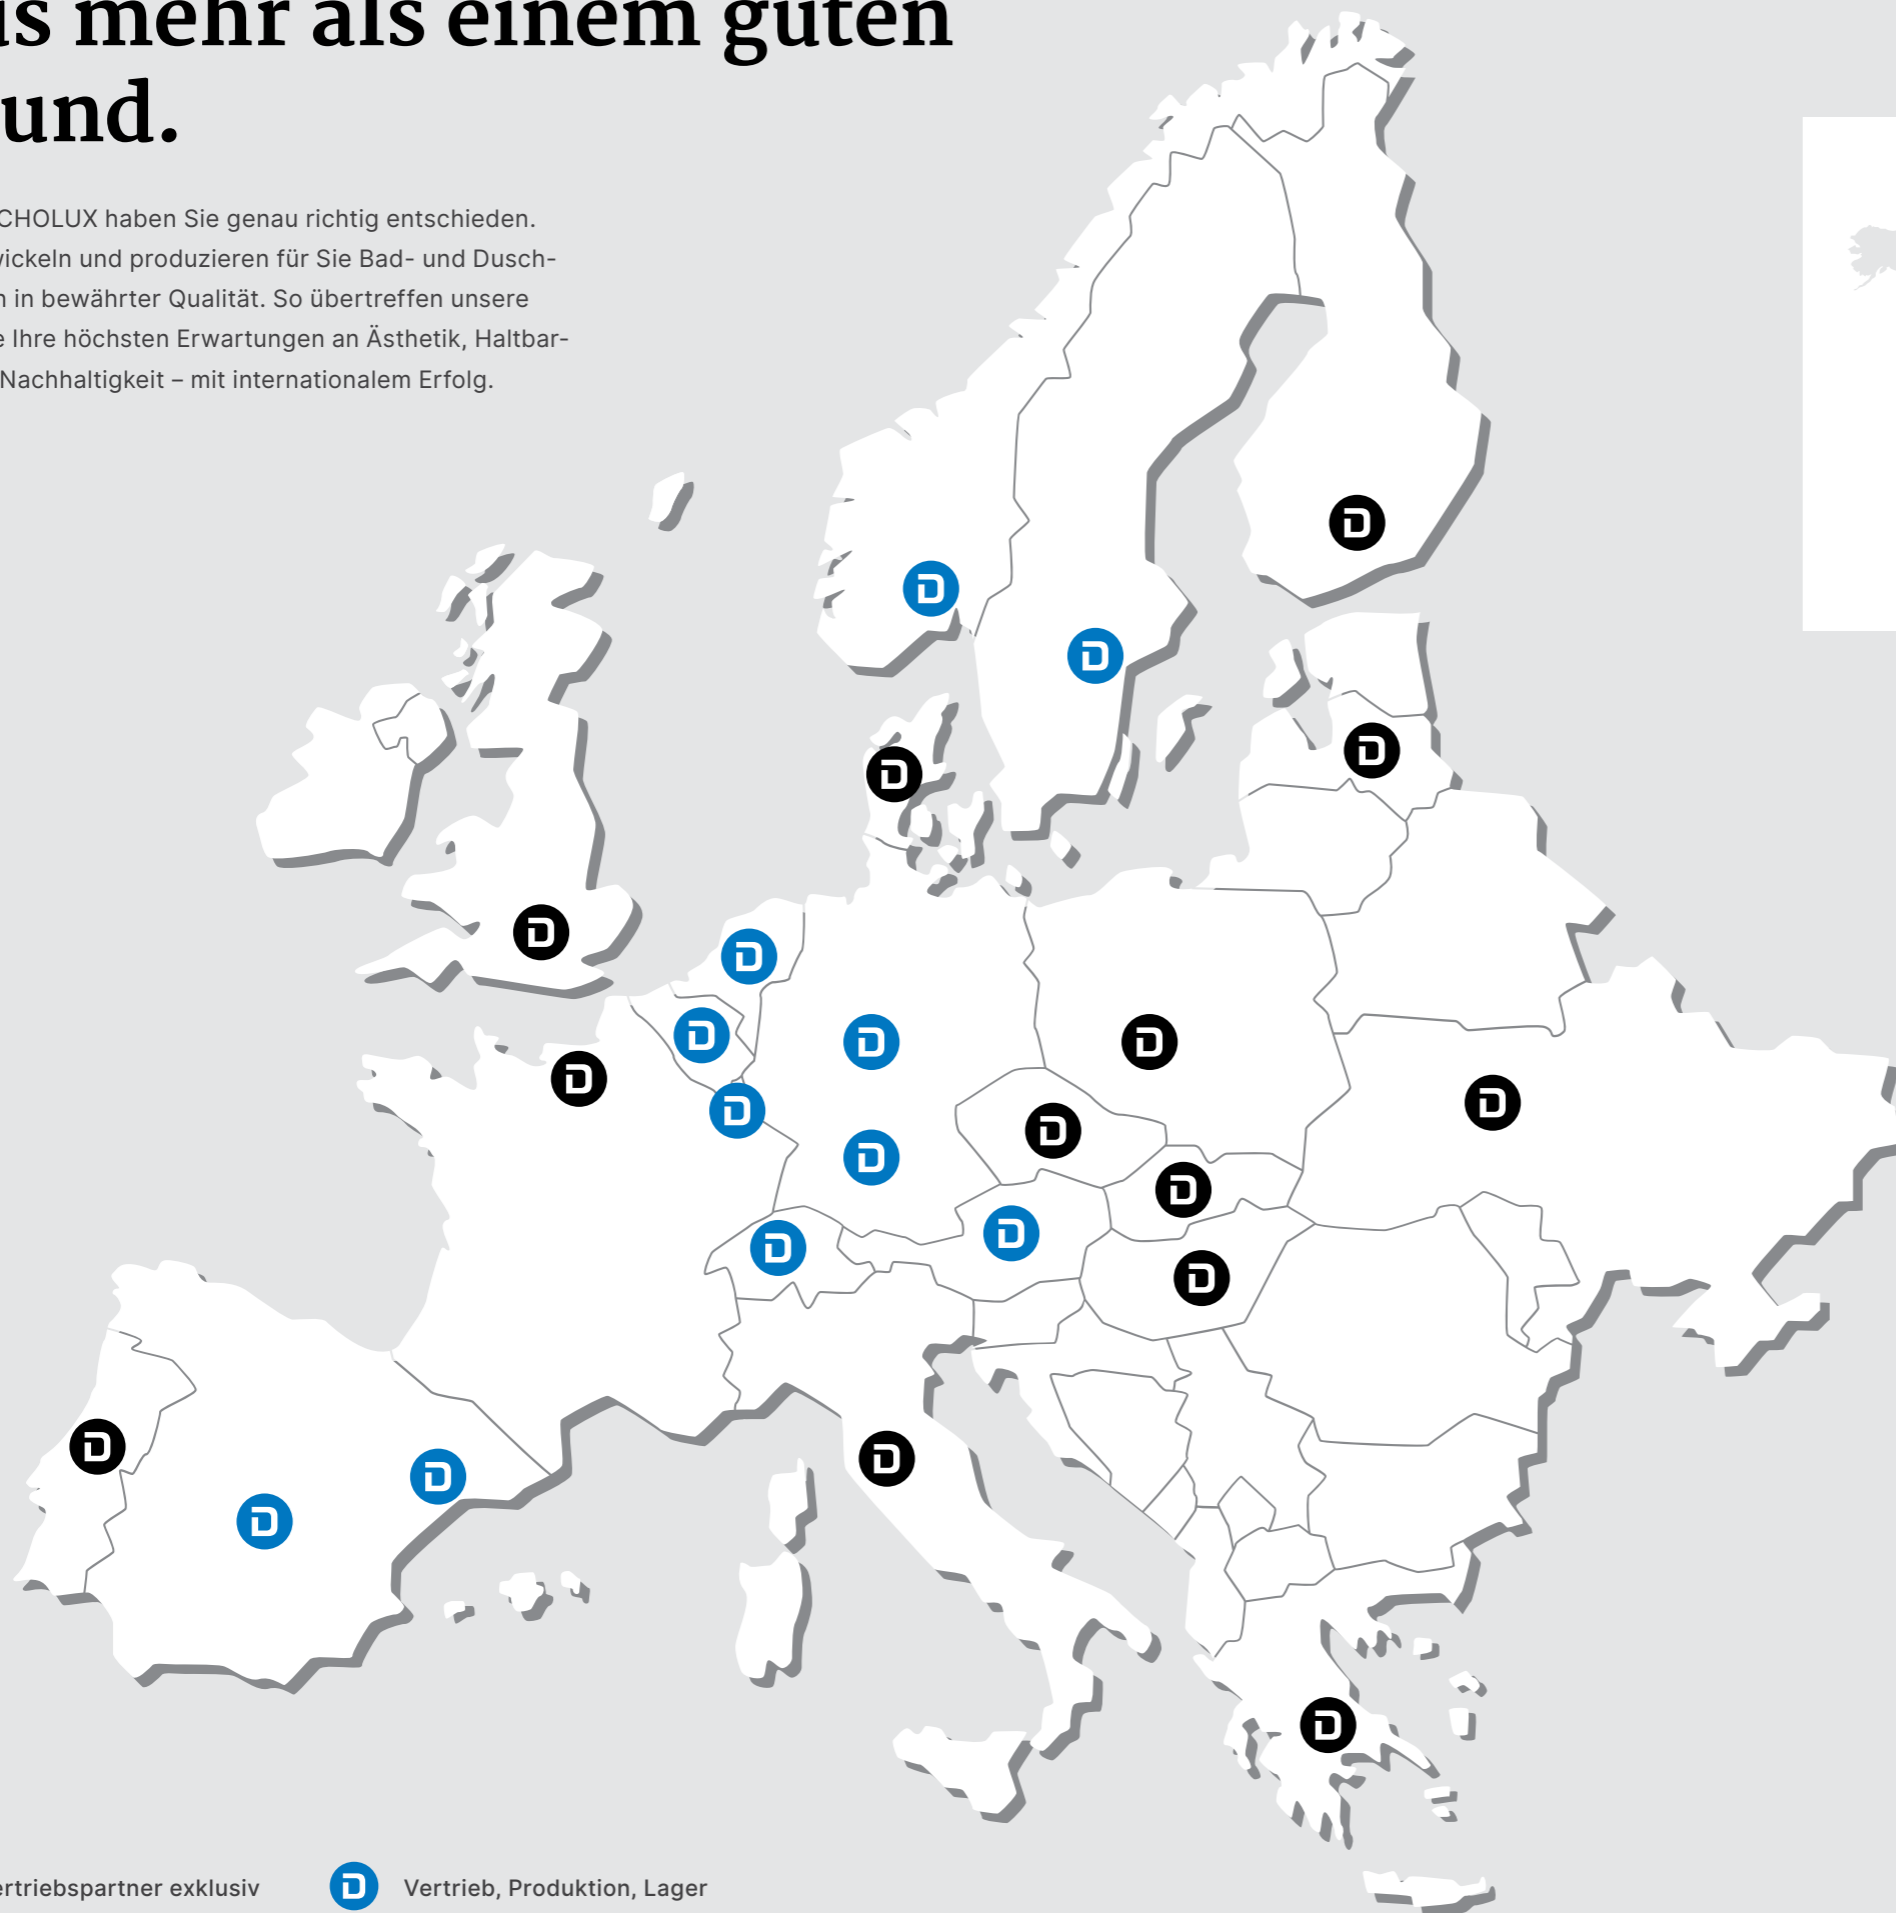 us mehr als einem guten
und.
CHOLUX haben Sie genau richtig entschieden.
wickeln und produzieren für Sie Bad- und Dusch-
n in bewährter Qualität. So übertreffen unsere
e Ihre höchsten Erwartungen an Ästhetik, Haltbar-
Nachhaltigkeit – mit internationalem Erfolg.
ertriebspartner exklusiv
Vertrieb, Produktion, Lager